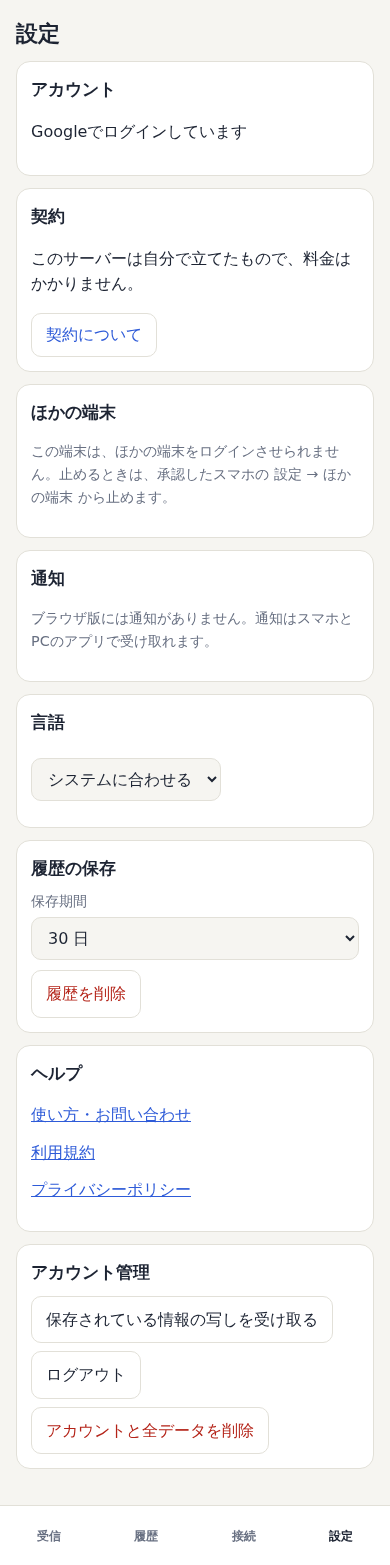 設定
アカウント
Googleでログインしています
契約
このサーバーは自分で立てたもので、料金は
かかりません。
契約について
ほかの端末
この端末は、ほかの端末をログインさせられませ
ん。止めるときは、承認したスマホの 設定 → ほか
の端末 から止めます。
通知
ブラウザ版には通知がありません。通知はスマホと
PCのアプリで受け取れます。
言語
システムに合わせる
履歴の保存
保存期間
30 日
履歴を削除
ヘルプ
使い方・お問い合わせ
利用規約
プライバシーポリシー
アカウント管理
保存されている情報の写しを受け取る
ログアウト
アカウントと全データを削除
受信 履歴 接続 設定